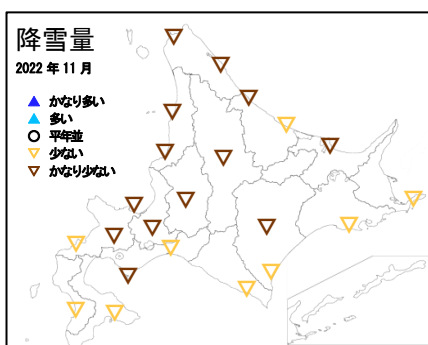 降雪量
2022 年 11 月
かなり多い
多い
平年並
少ない
かなり少ない